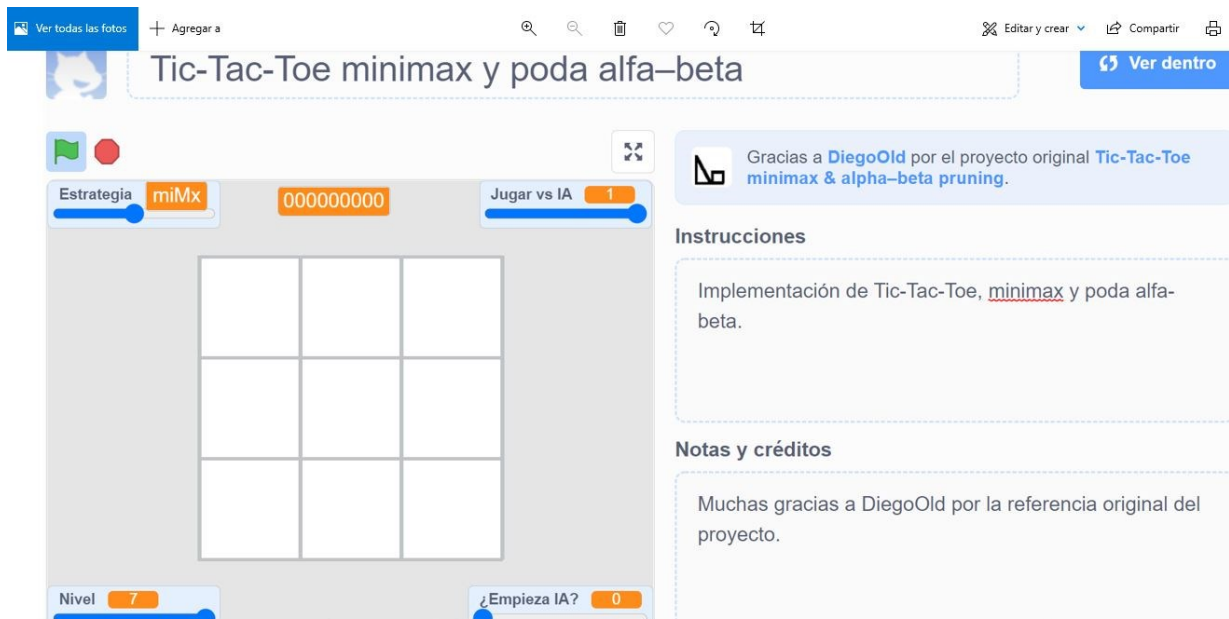 Ver todas las fotos
Agregar a
Editar y crear
Compartir
Tic-Tac-Toe minimax y poda alfa–beta
Ver dentro
Estrategia miMx
000000000
Jugar vs IA 1
Gracias a DiegoOld por el proyecto original Tic-Tac-Toe
minimax & alpha–beta pruning.
Instrucciones
Implementación de Tic-Tac-Toe, minimax y poda alfa-
beta.
Notas y créditos
Muchas gracias a DiegoOld por la referencia original del
proyecto.
Nivel 7
¿Empieza IA? 0